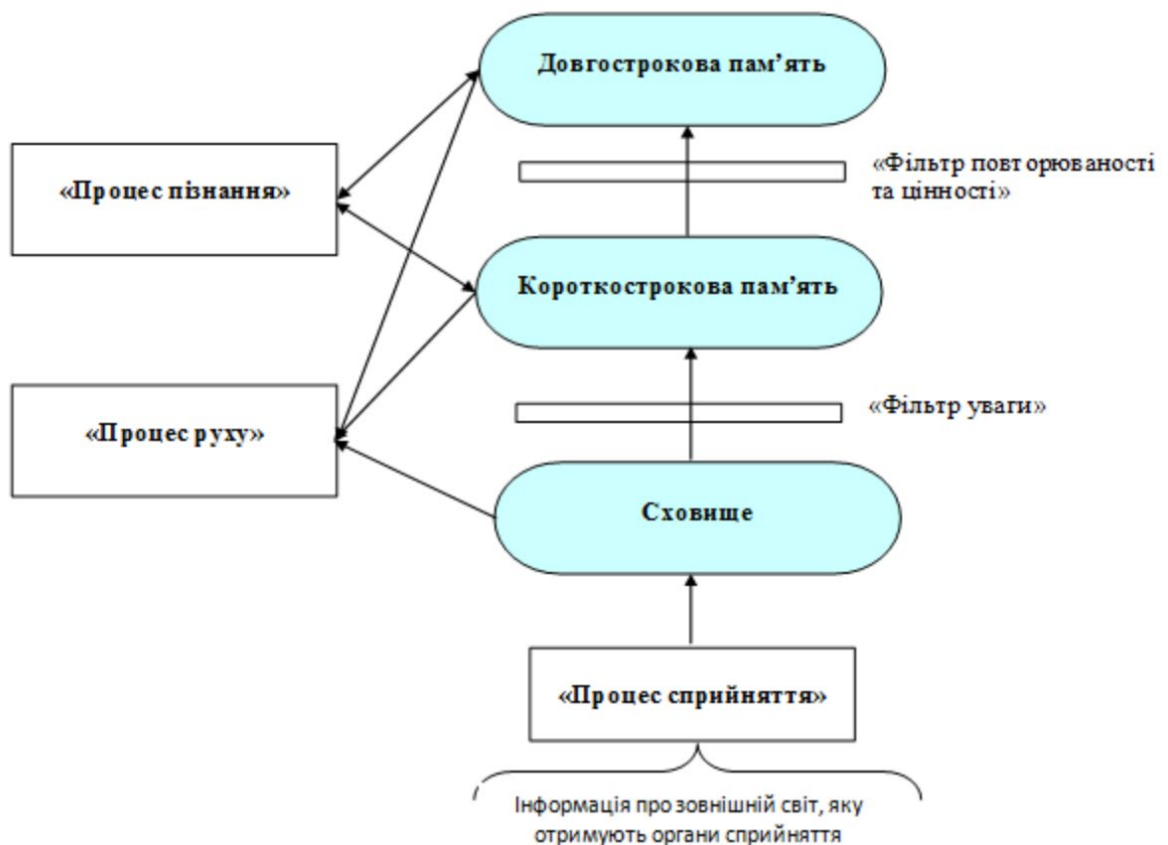 Довгострокова пам’ять
«Фільтр повторюваності
та цінності»
«Процес пізнання»
Короткострокова пам’ять
«Фільтр уваги»
«Процес руху»
Сховище
«Процес сприйняття»
Інформація про зовнішній світ, яку
отримують органи сприйняття